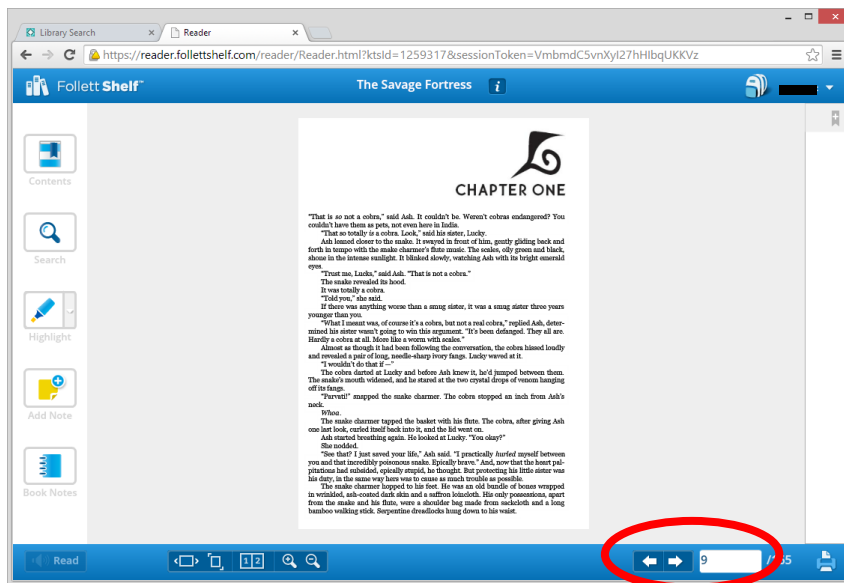 Library Search
Reader
https://reader.follettshelf.com/reader/Reader.html?ktsId=1259317&sessionToken=VmbmdC5vnXyI27hHIbqUKKVz
Follett Shelf™
The Savage Fortress
i
Contents
Search
Highlight
Add Note
Book Notes
CHAPTER ONE
"That is so not a cobra," said Ash. It couldn't be. Weren't cobras endangered? You
couldn't have them as pets, not even here in India.
"That so totally is a cobra. Look," said his sister, Lucky.
Ash leaned closer to the snake. It swayed in front of him, gently gliding back and
forth in tempo with the snake charmer's flute music. The scales, oily green and black,
shone in the intense sunlight. It blinked slowly, watching Ash with its bright emerald
eyes.
"Trust me, Lucks," said Ash. "That is not a cobra."
The snake revealed its hood.
It was totally a cobra.
"Told you," she said.
If there was anything worse than a smug sister, it was a smug sister three years
younger than you.
"What I meant was, of course it's a cobra, but not a real cobra," replied Ash, deter-
mined his sister wasn't going to win this argument. "It's been defanged. They all are.
Hardly a cobra at all. More like a worm with scales."
Almost as though it had been following the conversation, the cobra hissed loudly
and revealed a pair of long, needle-sharp ivory fangs. Lucky waved at it.
"I wouldn't do that if —"
The cobra darted at Lucky and before Ash knew it, he'd jumped between them.
The snake's mouth widened, and he stared at the two crystal drops of venom hanging
off its fangs.
"Parvati!" snapped the snake charmer. The cobra stopped an inch from Ash's
neck.
Whoa.
The snake charmer tapped the basket with his flute. The cobra, after giving Ash
one last look, curled itself back into it, and the lid went on.
Ash started breathing again. He looked at Lucky. "You okay?"
She nodded.
"See that? I just saved your life," Ash said. "I practically hurled myself between
you and that incredibly poisonous snake. Epically brave." And, now that the heart pal-
pitations had subsided, epically stupid, he thought. But protecting his little sister was
his duty, in the same way hers was to cause as much trouble as possible.
The snake charmer hopped to his feet. He was an old bundle of bones wrapped
in wrinkled, ash-coated dark skin and a saffron loincloth. His only possessions, apart
from the snake and his flute, were a shoulder bag made from sackcloth and a long
bamboo walking stick. Serpentine dreadlocks hung down to his waist.
Read
1 2
9